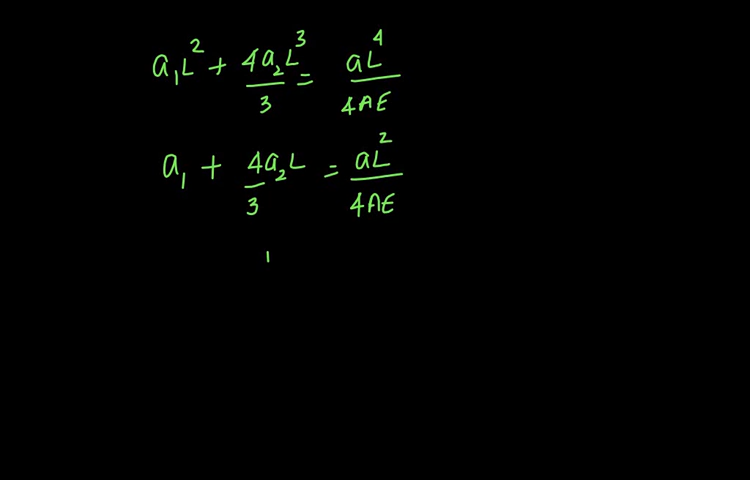 a₁L² + 4a₂L³/3 = aL⁴/4AE
a₁ + 4a₂L/3 = aL²/4AE